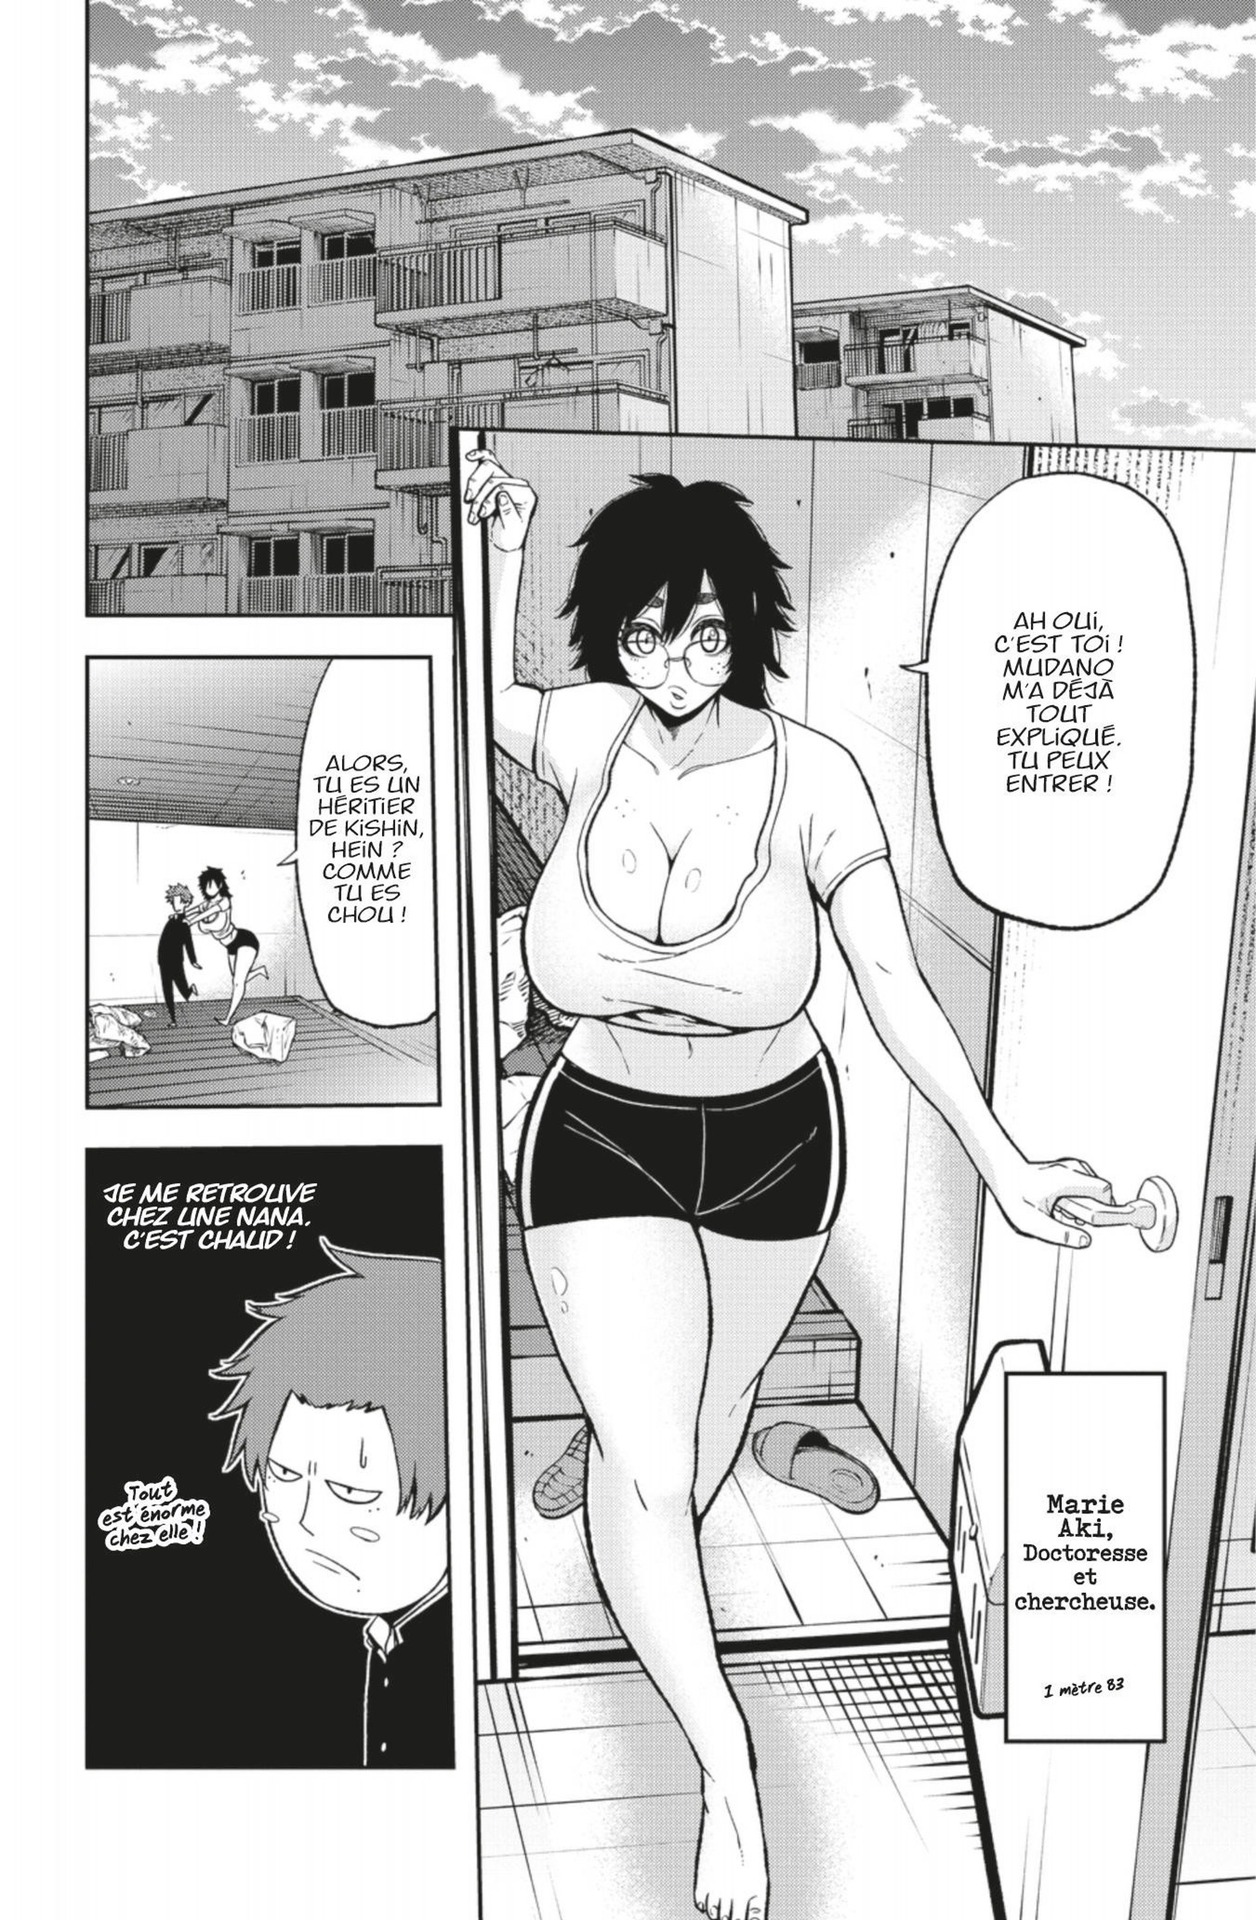 AH OUI,
C'EST TOI !
MUDANO
M'A DÉJÀ
TOUT
EXPLIQUÉ.
TU PEUX
ENTRER !
Marie
Aki,
Doctoresse
et
chercheuse.
1 mètre 83
ALORS,
TU ES UN
HÉRITIER
DE KISHIN,
HEIN ?
COMME
TU ES
CHOU !
JE ME RETROUVE
CHEZ UNE NANA.
C'EST CHAUD !
Tout
est énorme
chez elle !